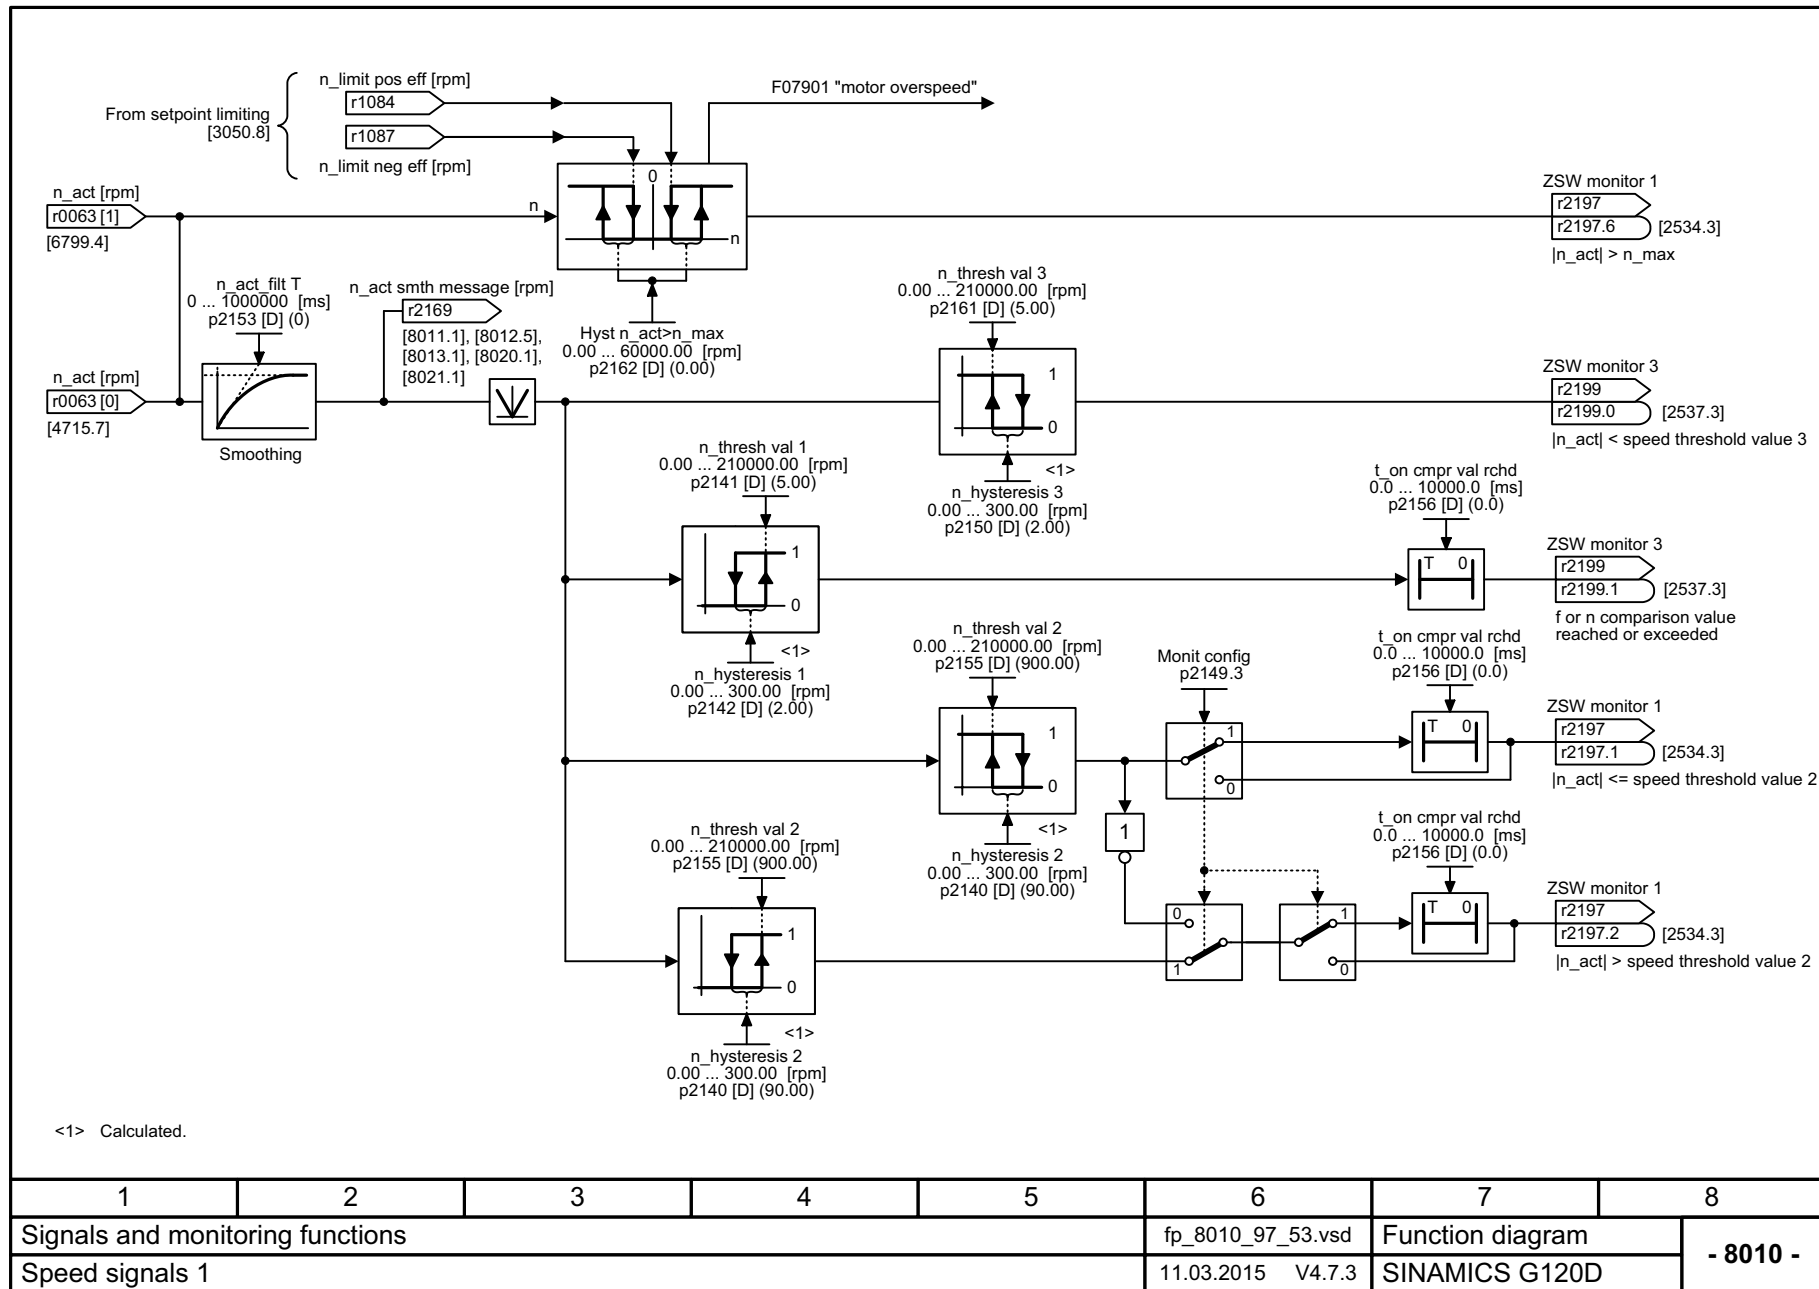 n_limit pos eff [rpm]
r1084
From setpoint limiting
[3050.8]
r1087
n_limit neg eff [rpm]
F07901 "motor overspeed"
n_act [rpm]
r0063 [1]
[6799.4]
n
0
n
ZSW monitor 1
r2197
r2197.6
[2534.3]
|n_act| > n_max
n_act_filt T
0 ... 1000000 [ms]
p2153 [D] (0)
n_act smth message [rpm]
r2169
[8011.1], [8012.5],
[8013.1], [8020.1],
[8021.1]
Hyst n_act>n_max
0.00 ... 60000.00 [rpm]
p2162 [D] (0.00)
n_thresh val 3
0.00 ... 210000.00 [rpm]
p2161 [D] (5.00)
n_act [rpm]
r0063 [0]
[4715.7]
Smoothing
1
0
<1>
n_hysteresis 3
0.00 ... 300.00 [rpm]
p2150 [D] (2.00)
ZSW monitor 3
r2199
r2199.0
[2537.3]
|n_act| < speed threshold value 3
n_thresh val 1
0.00 ... 210000.00 [rpm]
p2141 [D] (5.00)
1
0
<1>
n_hysteresis 1
0.00 ... 300.00 [rpm]
p2142 [D] (2.00)
t_on cmpr val rchd
0.0 ... 10000.0 [ms]
p2156 [D] (0.0)
T 0
ZSW monitor 3
r2199
r2199.1
[2537.3]
f or n comparison value
reached or exceeded
n_thresh val 2
0.00 ... 210000.00 [rpm]
p2155 [D] (900.00)
1
0
<1>
n_hysteresis 2
0.00 ... 300.00 [rpm]
p2140 [D] (90.00)
Monit config
p2149.3
1
0
t_on cmpr val rchd
0.0 ... 10000.0 [ms]
p2156 [D] (0.0)
T 0
ZSW monitor 1
r2197
r2197.1
[2534.3]
|n_act| <= speed threshold value 2
1
n_thresh val 2
0.00 ... 210000.00 [rpm]
p2155 [D] (900.00)
1
0
<1>
n_hysteresis 2
0.00 ... 300.00 [rpm]
p2140 [D] (90.00)
0
1
1
0
t_on cmpr val rchd
0.0 ... 10000.0 [ms]
p2156 [D] (0.0)
T 0
ZSW monitor 1
r2197
r2197.2
[2534.3]
|n_act| > speed threshold value 2
<1> Calculated.
1 2 3 4 5 6 7 8
Signals and monitoring functions
fp_8010_97_53.vsd
Function diagram
- 8010 -
Speed signals 1
11.03.2015 V4.7.3
SINAMICS G120D